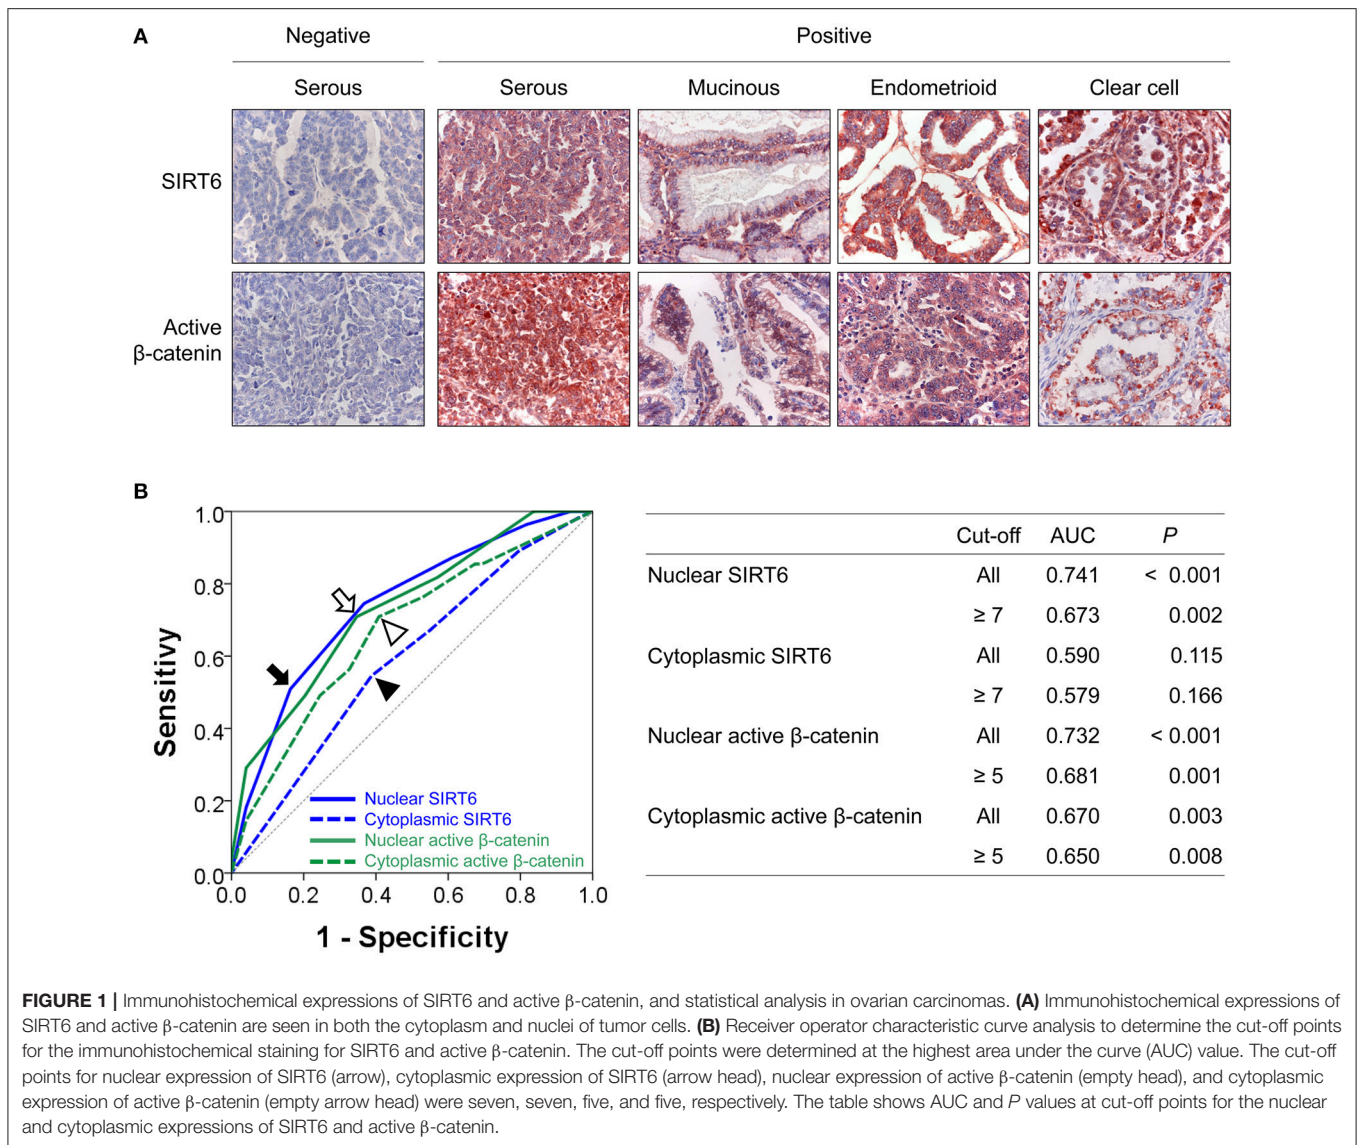 A
Negative
Positive
Serous
Serous
Mucinous
Endometrioid
Clear cell
SIRT6
Active
β-catenin
B
1.0
0.8
0.6
0.4
0.2
0.0
Sensitivy
Nuclear SIRT6
Cytoplasmic SIRT6
Nuclear active β-catenin
Cytoplasmic active β-catenin
0.0 0.2 0.4 0.6 0.8 1.0
1 - Specificity
Cut-off AUC P
Nuclear SIRT6 All 0.741 < 0.001
≥ 7 0.673 0.002
Cytoplasmic SIRT6 All 0.590 0.115
≥ 7 0.579 0.166
Nuclear active β-catenin All 0.732 < 0.001
≥ 5 0.681 0.001
Cytoplasmic active β-catenin All 0.670 0.003
≥ 5 0.650 0.008
FIGURE 1 | Immunohistochemical expressions of SIRT6 and active β-catenin, and statistical analysis in ovarian carcinomas. (A) Immunohistochemical expressions of
SIRT6 and active β-catenin are seen in both the cytoplasm and nuclei of tumor cells. (B) Receiver operator characteristic curve analysis to determine the cut-off points
for the immunohistochemical staining for SIRT6 and active β-catenin. The cut-off points were determined at the highest area under the curve (AUC) value. The cut-off
points for nuclear expression of SIRT6 (arrow), cytoplasmic expression of SIRT6 (arrow head), nuclear expression of active β-catenin (empty head), and cytoplasmic
expression of active β-catenin (empty arrow head) were seven, seven, five, and five, respectively. The table shows AUC and P values at cut-off points for the nuclear
and cytoplasmic expressions of SIRT6 and active β-catenin.